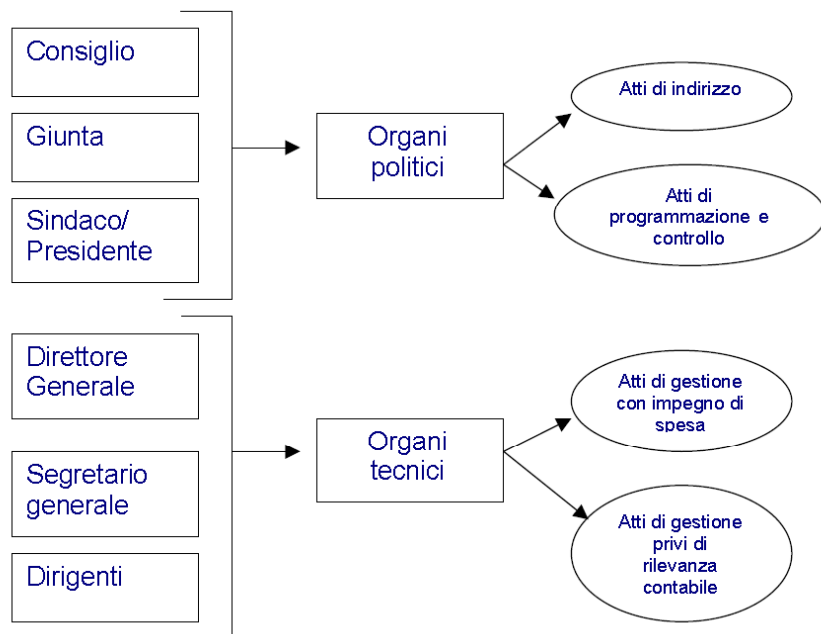 Consiglio
Giunta
Sindaco/
Presidente
Organi
politici
Atti di indirizzo
Atti di
programmazione e
controllo
Direttore
Generale
Segretario
generale
Dirigenti
Organi
tecnici
Atti di gestione
con impegno di
spesa
Atti di gestione
privi di
rilevanza
contabile